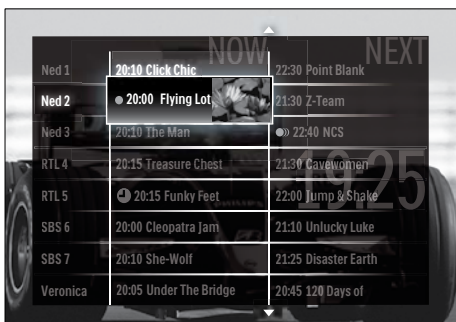 NOW NEXT
Ned 1 20:10 Click Chic 22:30 Point Blank
Ned 2 20:00 Flying Lot 21:30 Z-Team
Ned 3 20:10 The Man 22:40 NCS
19:25
RTL 4 20:15 Treasure Chest 21:30 Cavewomen
RTL 5 20:15 Funky Feet 22:00 Jump & Shake
SBS 6 20:00 Cleopatra Jam 21:10 Unlucky Luke
SBS 7 20:10 She-Wolf 21:25 Disaster Earth
Veronica 20:05 Under The Bridge 20:45 120 Days of